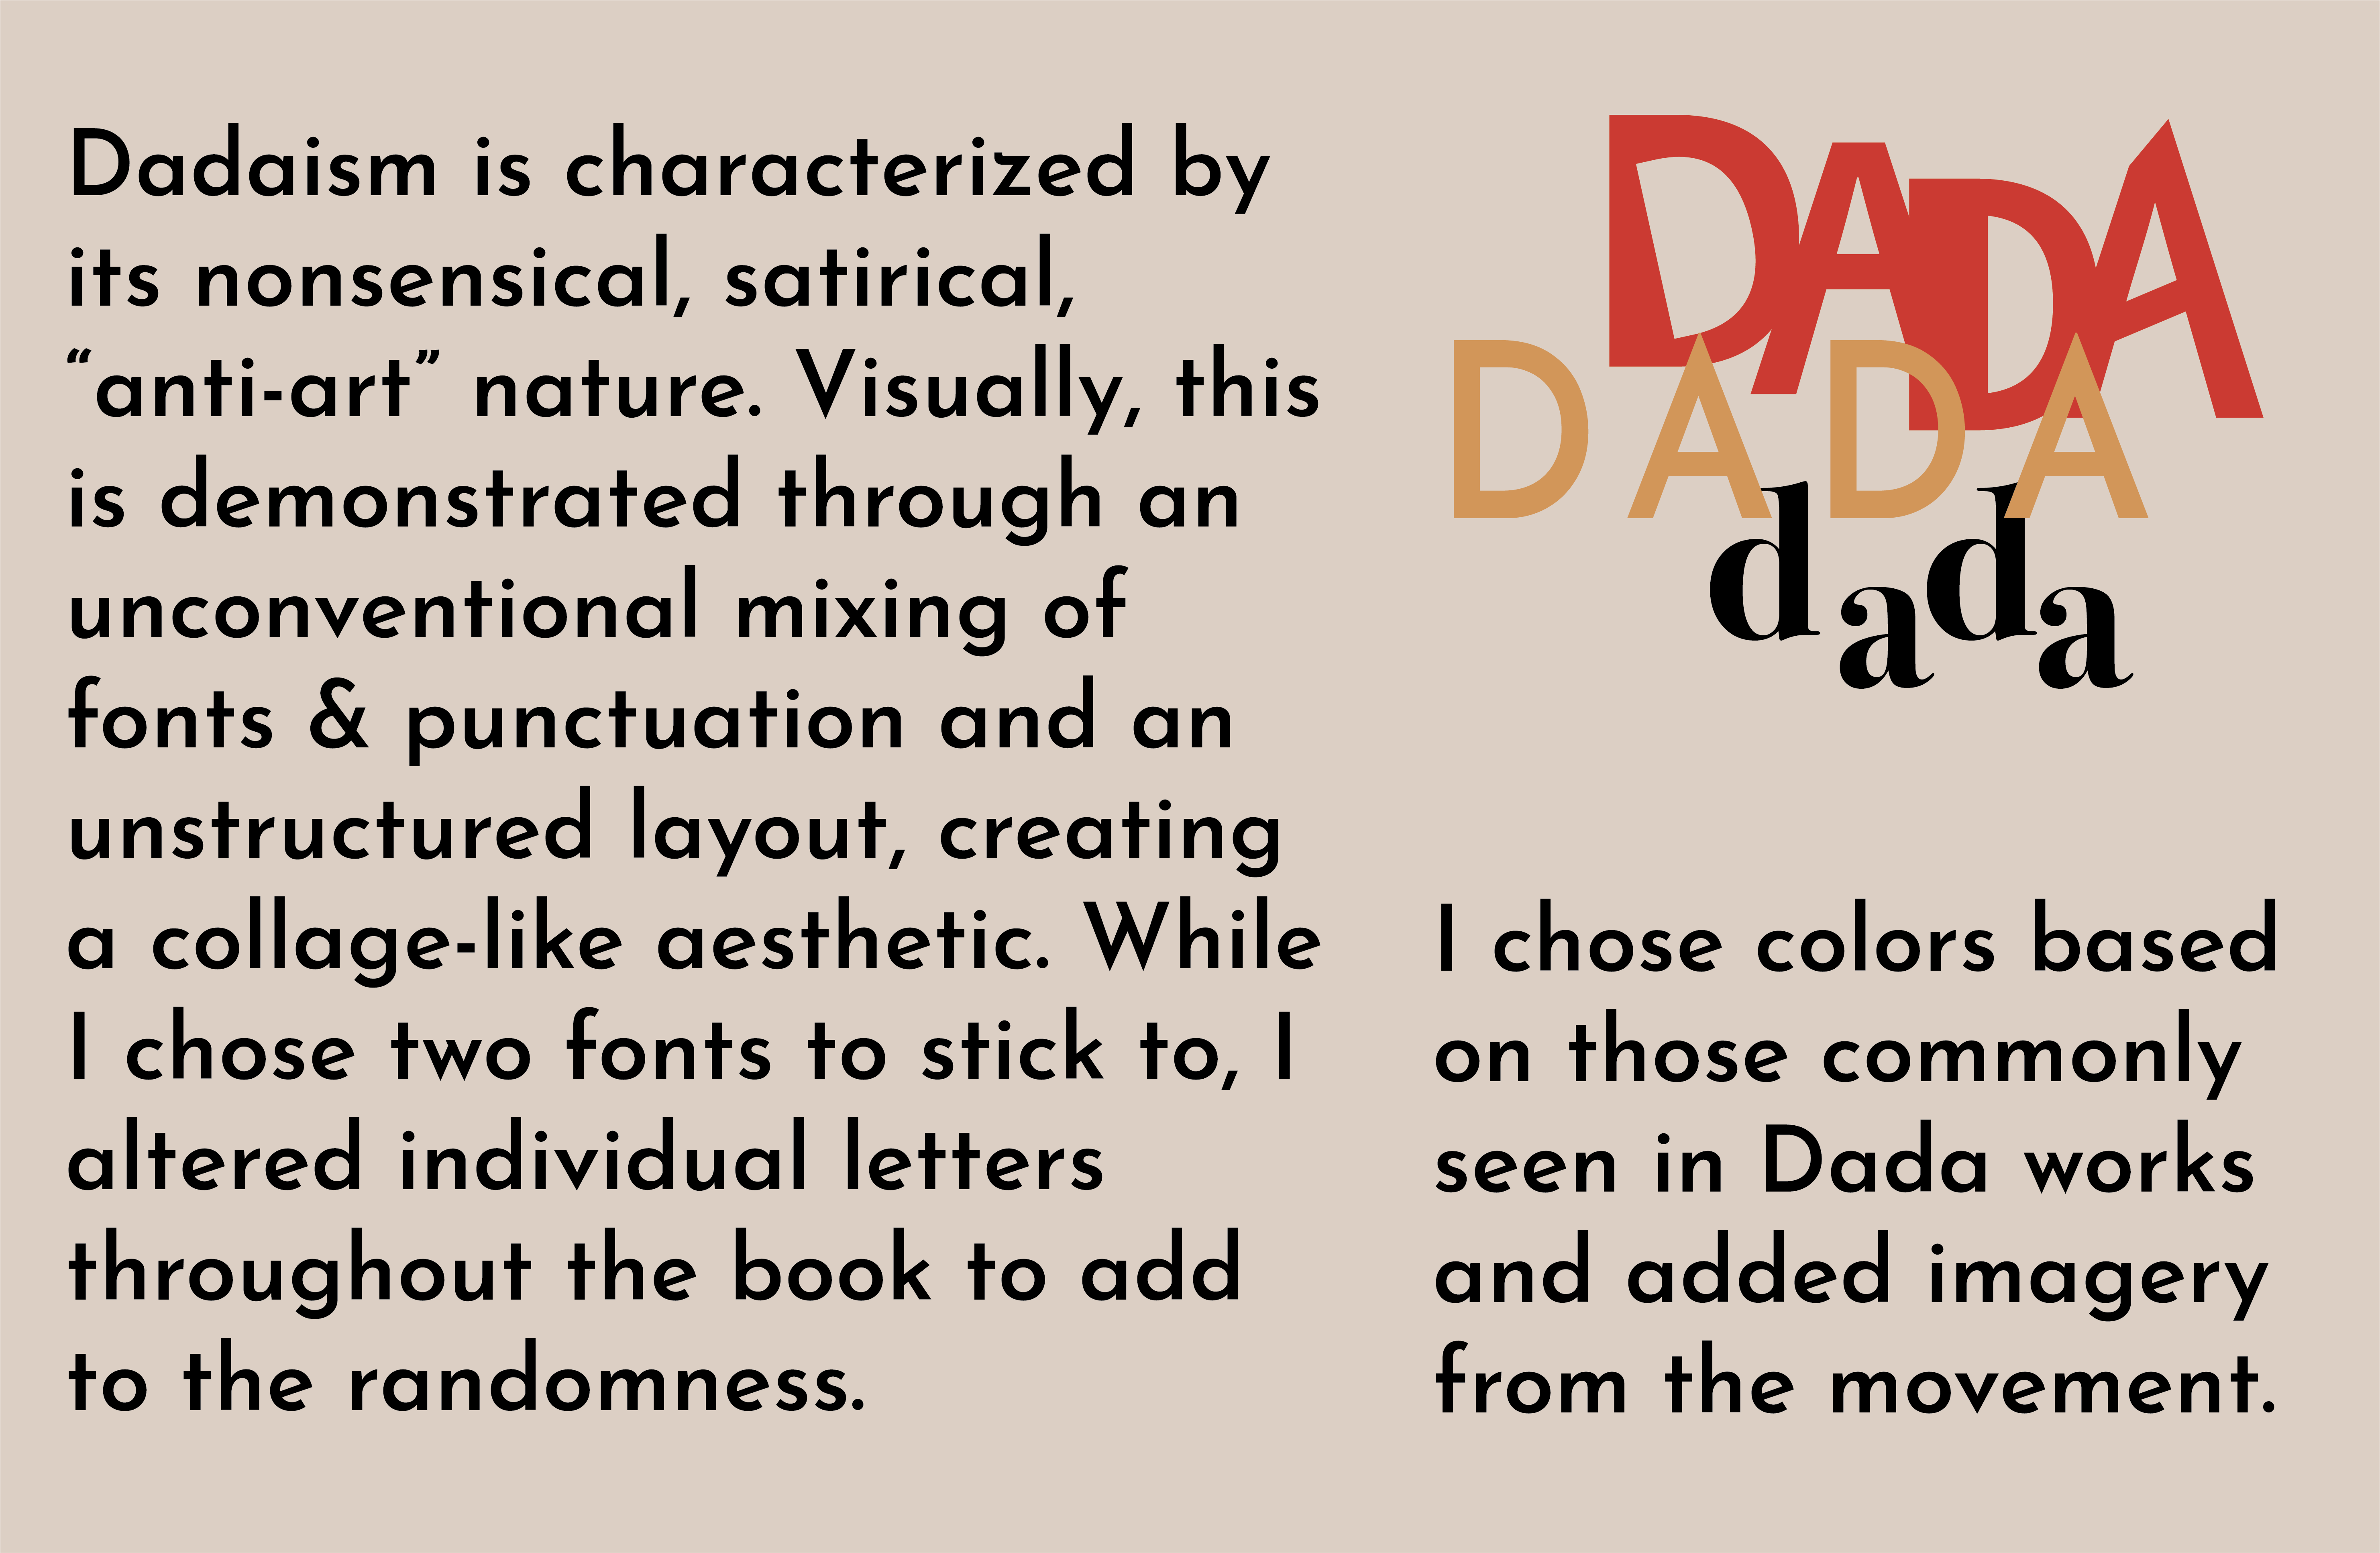 Dadaism is characterized by
its nonsensical, satirical,
“anti-art” nature. Visually, this
is demonstrated through an
unconventional mixing of
fonts & punctuation and an
unstructured layout, creating
a collage-like aesthetic. While
I chose two fonts to stick to, I
altered individual letters
throughout the book to add
to the randomness.
DADA
DADA
dada
I chose colors based
on those commonly
seen in Dada works
and added imagery
from the movement.